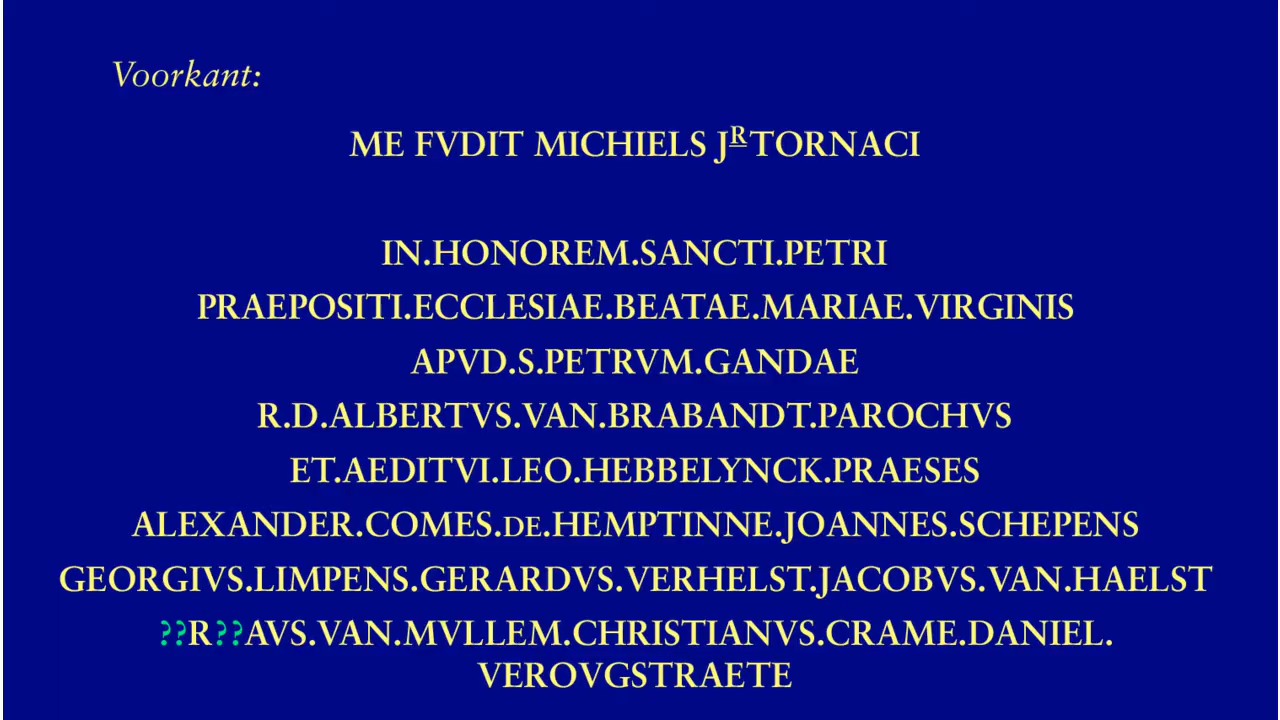 Voorkant:
ME FVDIT MICHIELS JR TORNACI
IN.HONOREM.SANCTI.PETRI
PRAEPOSITI.ECCLESIAE.BEATAE.MARIAE.VIRGINIS
APVD.S.PETRVM.GANDAE
R.D.ALBERTVS.VAN.BRABANDT.PAROCHVS
ET.AEDITVI.LEO.HEBBELYNCK.PRAESES
ALEXANDER.COMES.DE.HEMPTINNE.JOANNES.SCHEPENS
GEORGIVS.LIMPENS.GERARDVS.VERHELST.JACOBVS.VAN.HAELST
??R??AVS.VAN.MVLLEM.CHRISTIANVS.CRAME.DANIEL.
VEROVGSTRAETE